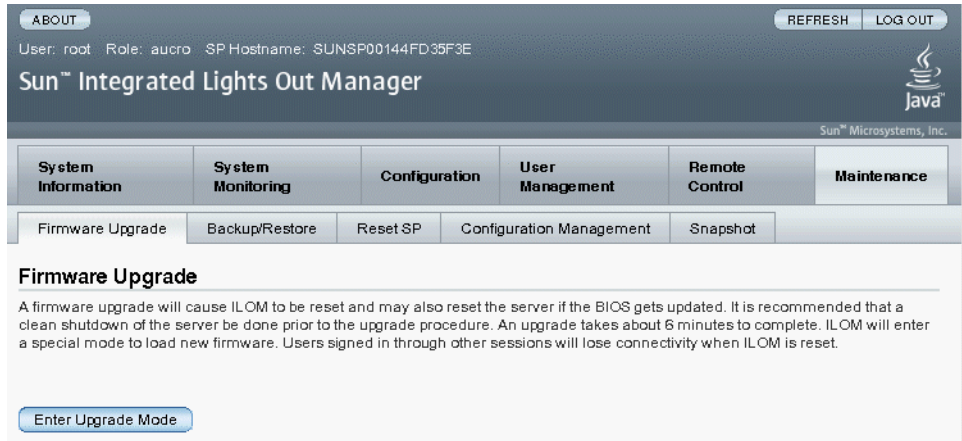 ABOUT
REFRESH
LOG OUT
User: root Role: aucro SP Hostname: SUNSP00144FD35F3E
Sun™ Integrated Lights Out Manager
Java™
Sun™ Microsystems, Inc.
System Information
System Monitoring
Configuration
User Management
Remote Control
Maintenance
Firmware Upgrade
Backup/Restore
Reset SP
Configuration Management
Snapshot
Firmware Upgrade
A firmware upgrade will cause ILOM to be reset and may also reset the server if the BIOS gets updated. It is recommended that a
clean shutdown of the server be done prior to the upgrade procedure. An upgrade takes about 6 minutes to complete. ILOM will enter
a special mode to load new firmware. Users signed in through other sessions will lose connectivity when ILOM is reset.
Enter Upgrade Mode